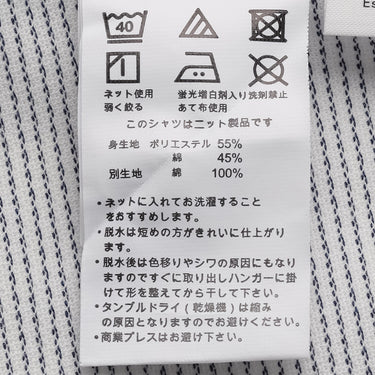 Es
40
ネット使用
弱く絞る
蛍光増白剤入り洗剤禁止
あて布使用
このシャツはニット製品です
身生地 ポリエステル 55%
綿 45%
別生地 綿 100%
・ネットに入れてお洗濯すること
をおすすめします。
・脱水は短めの方がきれいに仕上がり
ます。
・脱水後は色移りやシワの原因にもなり
ますのですぐに取り出しハンガーに掛
けて形を整えてから干して下さい。
・タンブルドライ(乾燥機)は縮み
の原因となりますのでお避けください。
・商業プレスはお避け下さい。